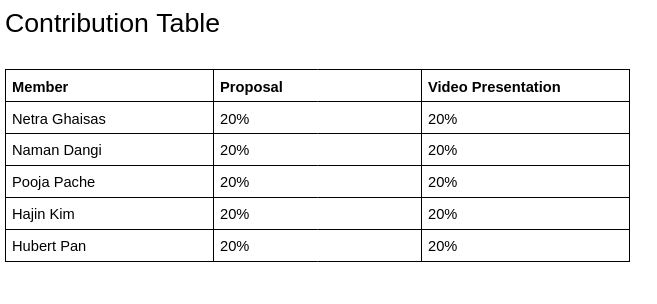 Contribution Table
Member Proposal Video Presentation
Netra Ghaisas 20% 20%
Naman Dangi 20% 20%
Pooja Pache 20% 20%
Hajin Kim 20% 20%
Hubert Pan 20% 20%